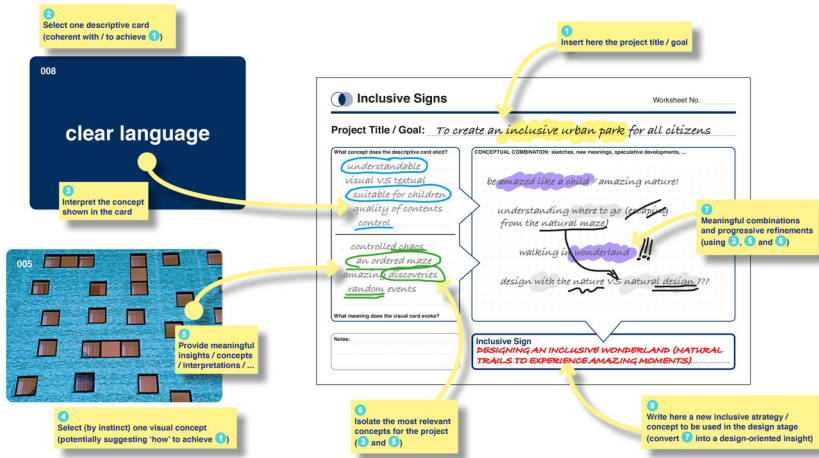 2
Select one descriptive card
(coherent with / to achieve 1)
008
clear language
3
Interpret the concept
shown in the card
005
5
Provide meaningful
insights / concepts
/ interpretations / ...
4
Select (by instinct) one visual concept
(potentially suggesting ‘how’ to achieve 1)
1
Insert here the project title / goal
Inclusive Signs
Worksheet No.
Project Title / Goal: To create an inclusive urban park for all citizens
What concept does the descriptive card elicit?
understandable
visual VS textual
suitable for children
quality of contents
control
controlled chaos
an ordered maze
amazing discoveries
random events
What meaning does the visual card evoke?
Notes:
CONCEPTUAL COMBINATION: sketches, new meanings, speculative developments, ...
be amazed like a child / amazing nature!
understanding where to go (escaping
from the natural maze)
walking in wonderland !!!
design with the nature VS natural design ???
Inclusive Sign
DESIGNING AN INCLUSIVE WONDERLAND (NATURAL
TRAILS TO EXPERIENCE AMAZING MOMENTS)
7
Meaningful combinations
and progressive refinements
(using 3, 5 and 6)
6
Isolate the most relevant
concepts for the project
(3 and 5)
8
Write here a new inclusive strategy /
concept to be used in the design stage
(convert 7 into a design-oriented insight)